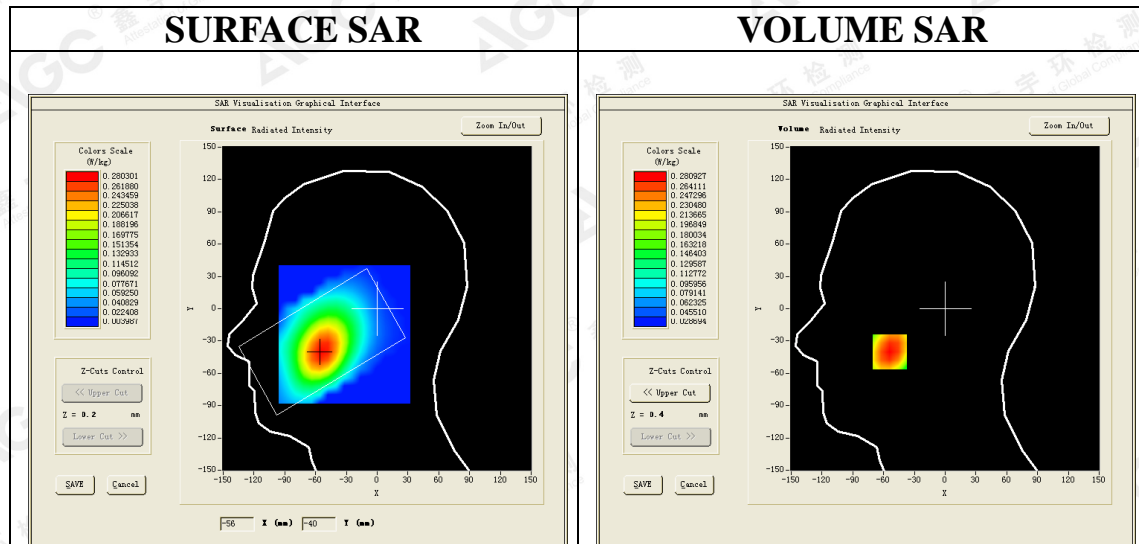 SURFACE SAR
SAR Visualisation Graphical Interface
Surface Radiated Intensity
Zoom In/Out
Colors Scale
(W/kg)
0.280301
0.261880
0.243459
0.225038
0.206617
0.188196
0.169775
0.151354
0.132933
0.114512
0.096092
0.077671
0.059250
0.040829
0.022408
0.003987
Z-Cuts Control
<< Upper Cut
Z = 0.2 mm
Lower Cut >>
SAVE Cancel
150
120
90
60
30
0
-30
-60
-90
-120
-150
Y
-150 -120 -90 -60 -30 0 30 60 90 120 150
X
-56 X (mm) -40 Y (mm)
VOLUME SAR
SAR Visualisation Graphical Interface
Volume Radiated Intensity
Zoom In/Out
Colors Scale
(W/kg)
0.280927
0.264111
0.247296
0.230480
0.213665
0.196849
0.180034
0.163218
0.146403
0.129587
0.112772
0.095956
0.079141
0.062325
0.045510
0.028694
Z-Cuts Control
<< Upper Cut
Z = 0.4 mm
Lower Cut >>
SAVE Cancel
150
120
90
60
30
0
-30
-60
-90
-120
-150
Y
-150 -120 -90 -60 -30 0 30 60 90 120 150
X